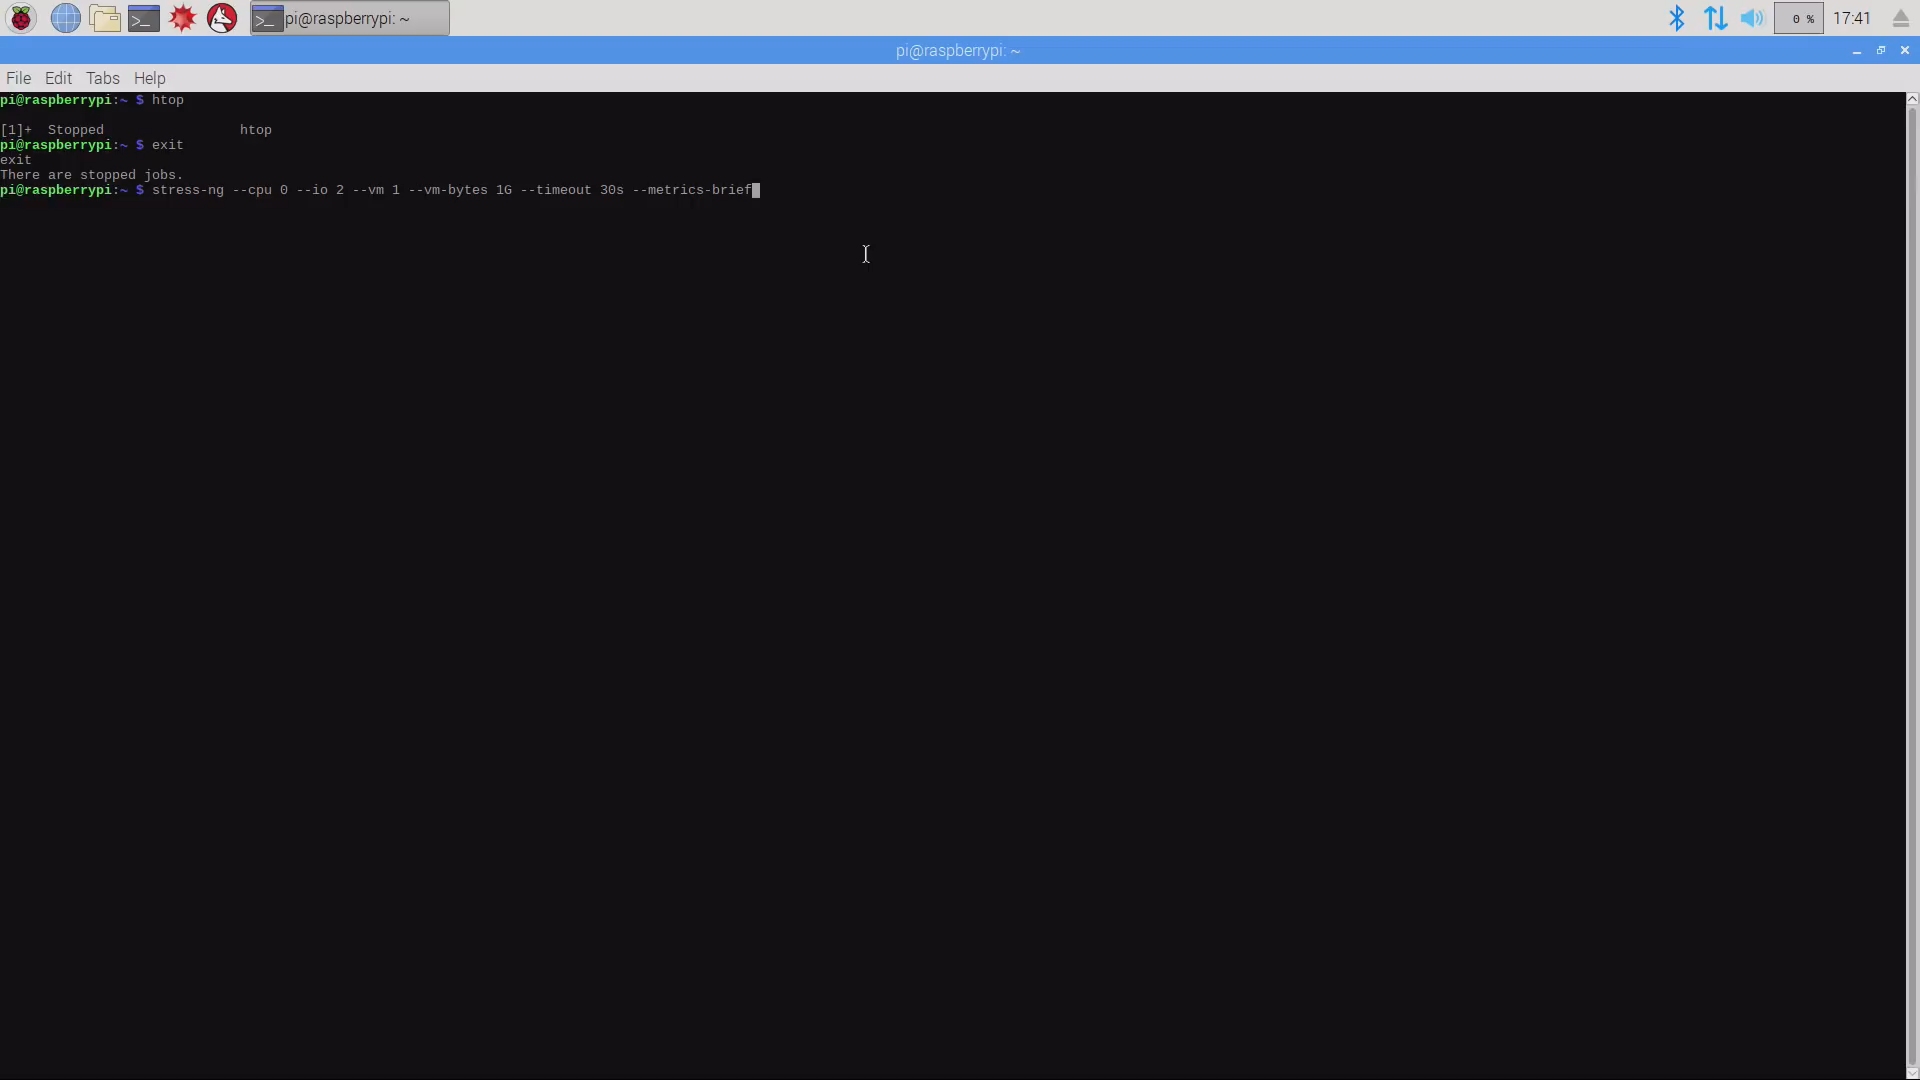 pi@raspberrypi: ~
0 %
17:41
pi@raspberrypi: ~
File Edit Tabs Help
pi@raspberrypi:~ $ htop
[1]+  Stopped                 htop
pi@raspberrypi:~ $ exit
exit
There are stopped jobs.
pi@raspberrypi:~ $ stress-ng --cpu 0 --io 2 --vm 1 --vm-bytes 1G --timeout 30s --metrics-brief